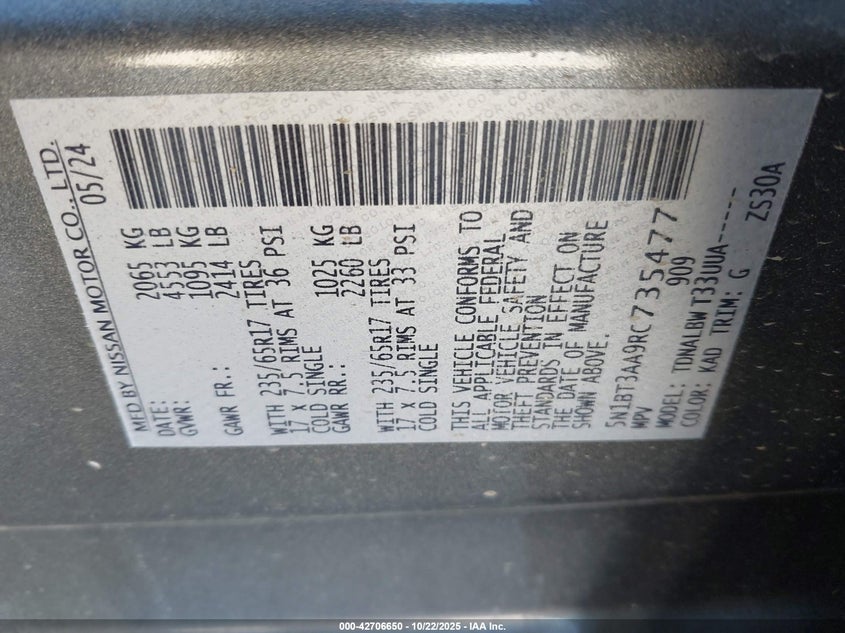 MFD BY NISSAN MOTOR CO., LTD.
DATE: 05/24
GVWR: 2065 KG
4553 LB
GAWR FR.: 1095 KG
2414 LB
WITH 235/65R17 TIRES
17 x 7.5 RIMS AT 36 PSI
COLD SINGLE
GAWR RR.: 1025 KG
2260 LB
WITH 235/65R17 TIRES
17 x 7.5 RIMS AT 33 PSI
COLD SINGLE
THIS VEHICLE CONFORMS TO
ALL APPLICABLE FEDERAL
MOTOR VEHICLE SAFETY AND
THEFT PREVENTION
STANDARDS IN EFFECT ON
THE DATE OF MANUFACTURE
SHOWN ABOVE.
5N1BT3AA9RC735477
MPV 909
MODEL: TDNALBW T33UUA------
COLOR: KAD TRIM: G ZS30A
000-42706650 | 10/22/2025 - IAA Inc.